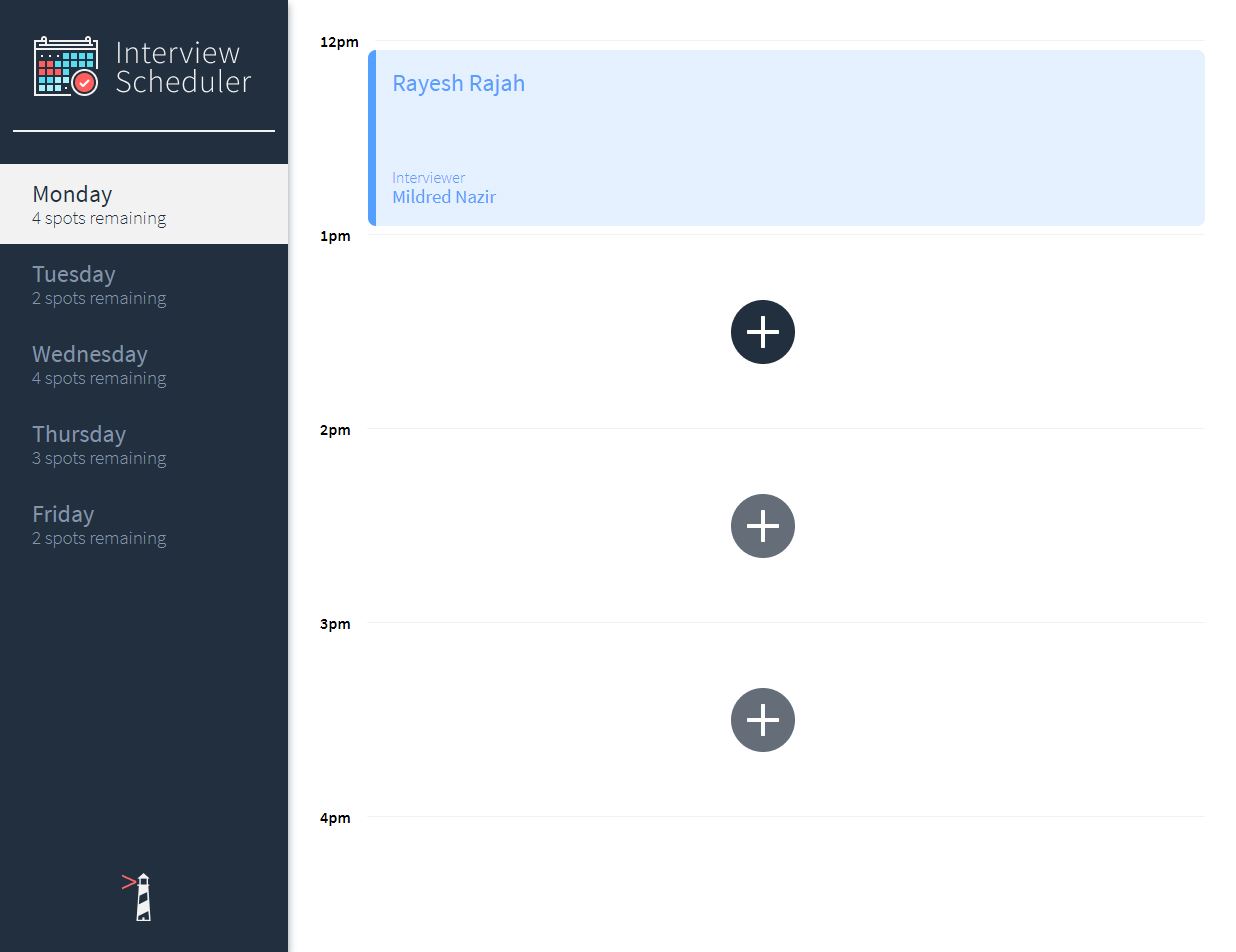 Interview
Scheduler
Monday
4 spots remaining
Tuesday
2 spots remaining
Wednesday
4 spots remaining
Thursday
3 spots remaining
Friday
2 spots remaining
12pm
Rayesh Rajah
Interviewer
Mildred Nazir
1pm
2pm
3pm
4pm